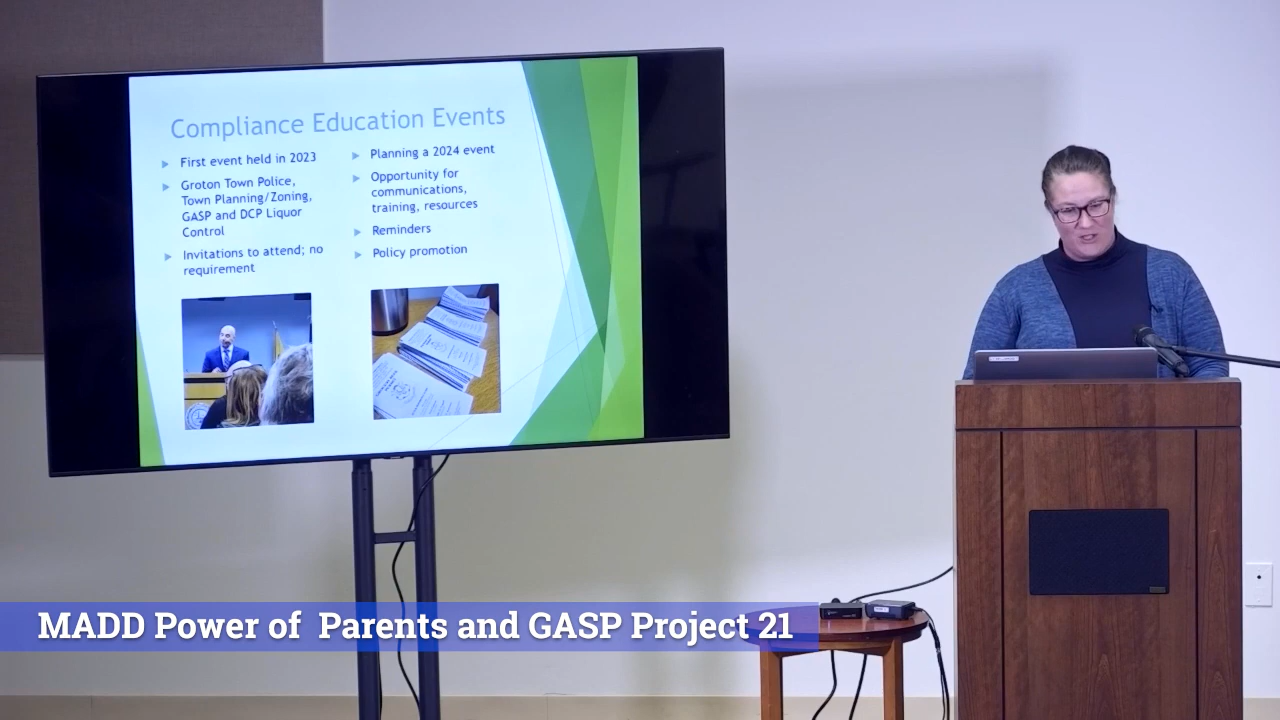 Compliance Education Events
First event held in 2023
Groton Town Police,
Town Planning/Zoning,
GASP and DCP Liquor
Control
Invitations to attend; no
requirement
Planning a 2024 event
Opportunity for
communications,
training, resources
Reminders
Policy promotion
MADD Power of Parents and GASP Project 21